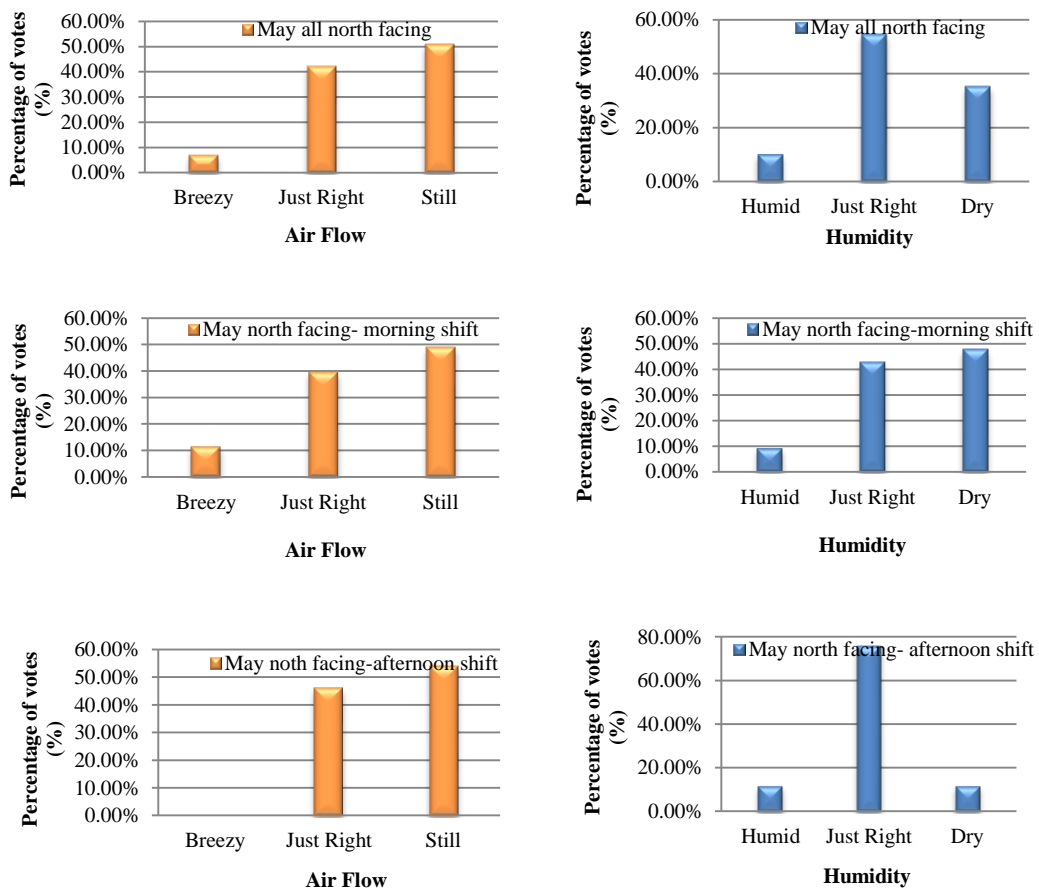 Percentage of votes
(%)
60.00%
50.00%
40.00%
30.00%
20.00%
10.00%
0.00%
May all north facing
Breezy Just Right Still
Air Flow
Percentage of votes
(%)
60.00%
40.00%
20.00%
0.00%
May all north facing
Humid Just Right Dry
Humidity
Percentage of votes
(%)
60.00%
50.00%
40.00%
30.00%
20.00%
10.00%
0.00%
May north facing- morning shift
Breezy Just Right Still
Air Flow
Percentage of votes
(%)
60.00%
50.00%
40.00%
30.00%
20.00%
10.00%
0.00%
May north facing-morning shift
Humid Just Right Dry
Humidity
Percentage of votes
(%)
60.00%
50.00%
40.00%
30.00%
20.00%
10.00%
0.00%
May noth facing-afternoon shift
Breezy Just Right Still
Air Flow
Percentage of votes
(%)
80.00%
60.00%
40.00%
20.00%
0.00%
May north facing- afternoon shift
Humid Just Right Dry
Humidity